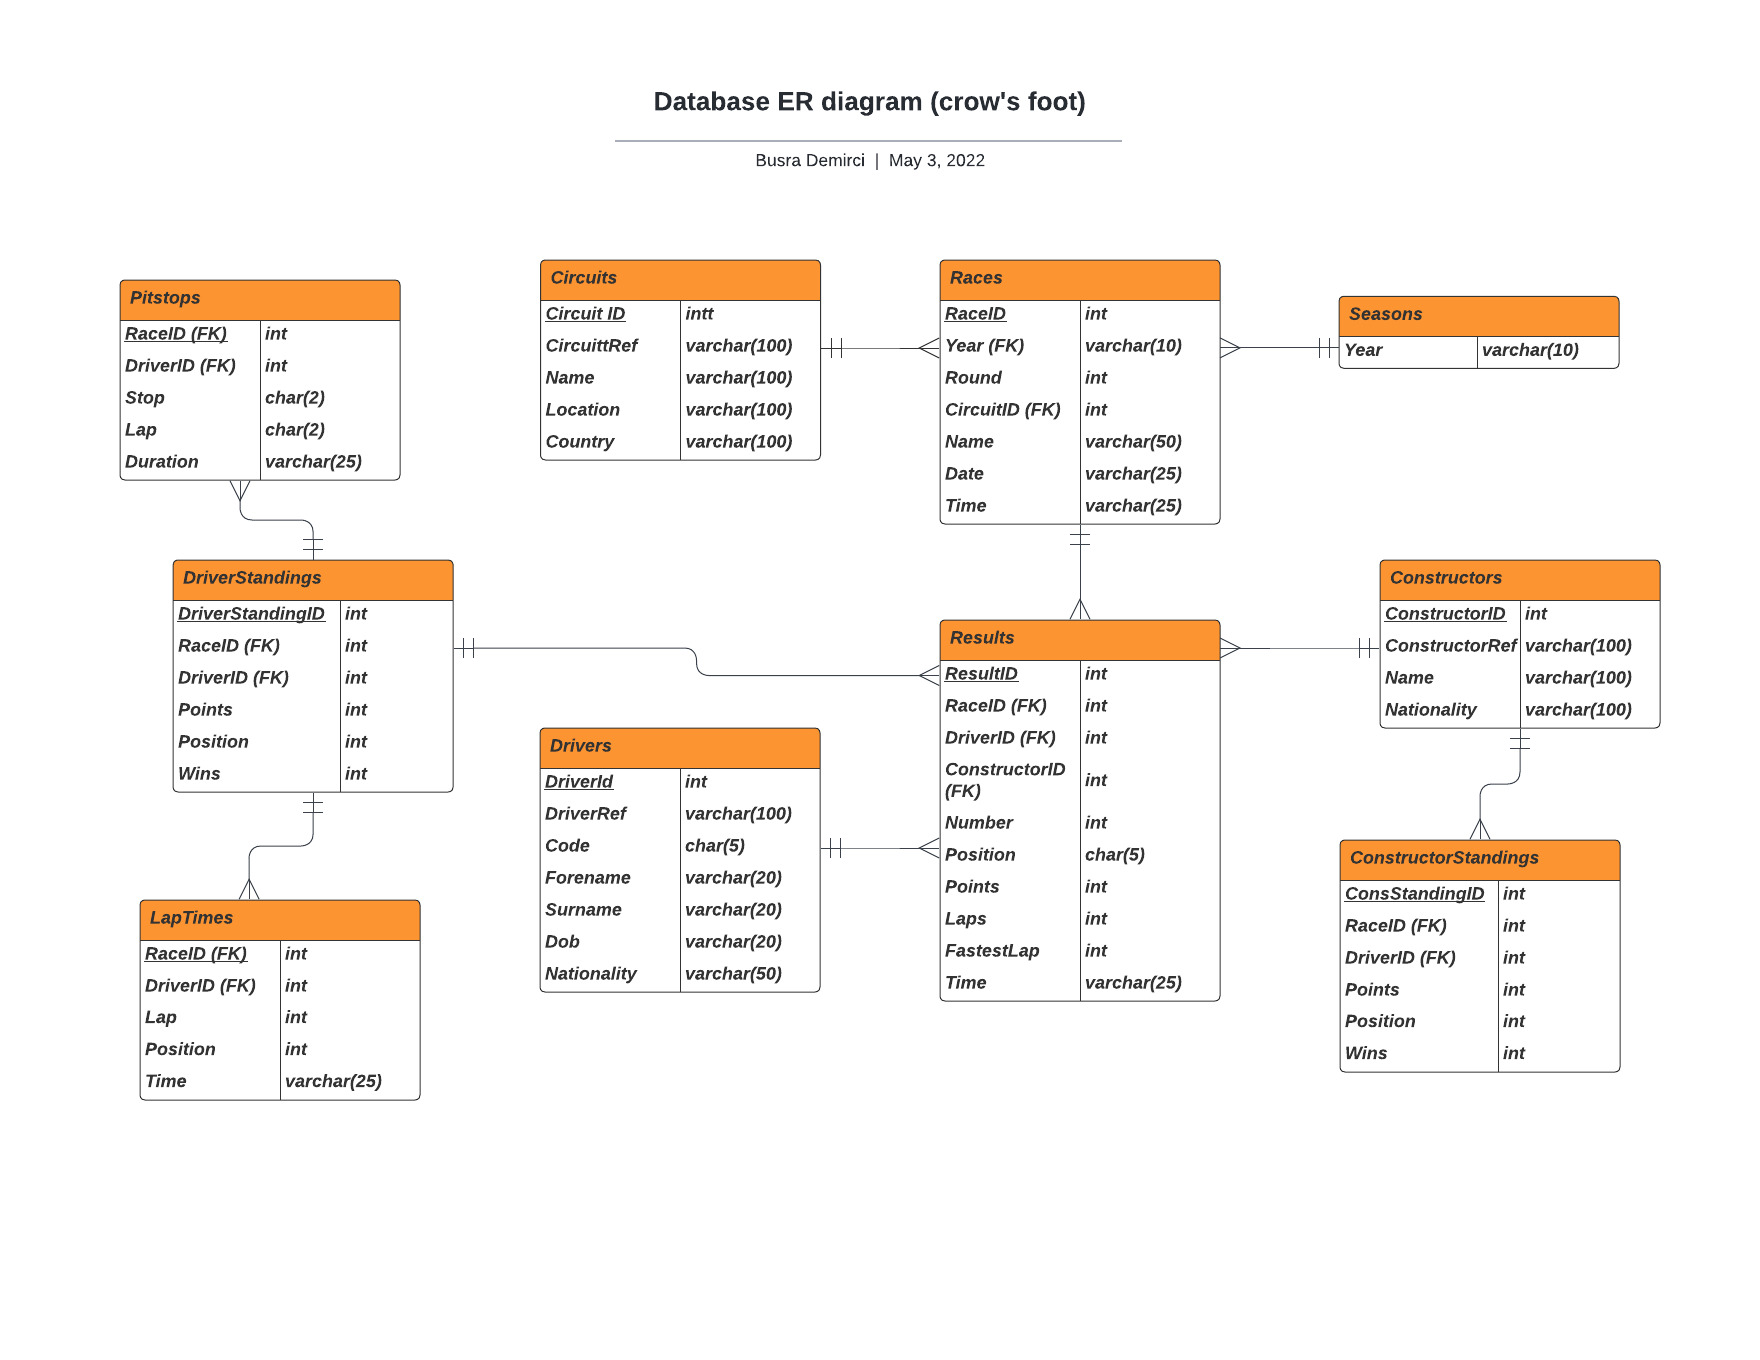 Database ER diagram (crow's foot)
Busra Demirci | May 3, 2022
Pitstops
RaceID (FK) int
DriverID (FK) int
Stop char(2)
Lap char(2)
Duration varchar(25)
Circuits
Circuit ID intt
CircuittRef varchar(100)
Name varchar(100)
Location varchar(100)
Country varchar(100)
Races
RaceID int
Year (FK) varchar(10)
Round int
CircuitID (FK) int
Name varchar(50)
Date varchar(25)
Time varchar(25)
Seasons
Year varchar(10)
DriverStandings
DriverStandingID int
RaceID (FK) int
DriverID (FK) int
Points int
Position int
Wins int
Drivers
DriverId int
DriverRef varchar(100)
Code char(5)
Forename varchar(20)
Surname varchar(20)
Dob varchar(20)
Nationality varchar(50)
Results
ResultID int
RaceID (FK) int
DriverID (FK) int
ConstructorID
(FK) int
Number int
Position char(5)
Points int
Laps int
FastestLap int
Time varchar(25)
Constructors
ConstructorID int
ConstructorRef varchar(100)
Name varchar(100)
Nationality varchar(100)
LapTimes
RaceID (FK) int
DriverID (FK) int
Lap int
Position int
Time varchar(25)
ConstructorStandings
ConsStandingID int
RaceID (FK) int
DriverID (FK) int
Points int
Position int
Wins int